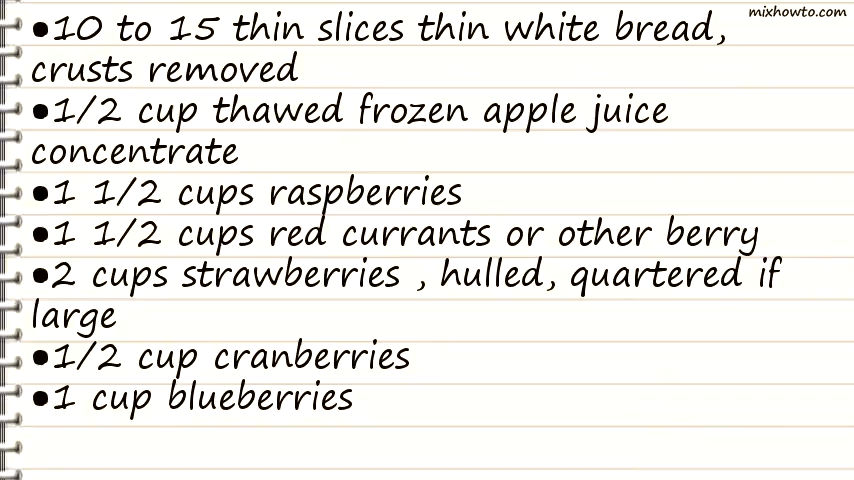 mixhowto.com
•10 to 15 thin slices thin white bread,
crusts removed
•1/2 cup thawed frozen apple juice
concentrate
•1 1/2 cups raspberries
•1 1/2 cups red currants or other berry
•2 cups strawberries , hulled, quartered if
large
•1/2 cup cranberries
•1 cup blueberries